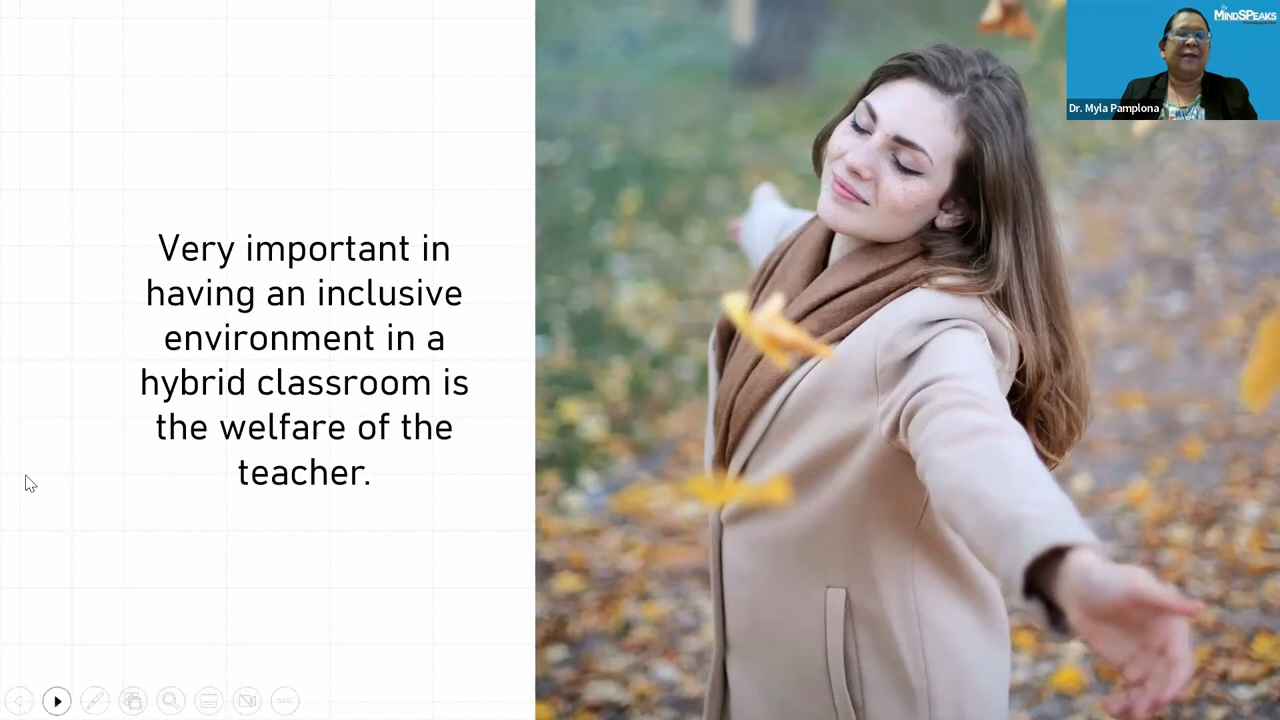 Very important in
having an inclusive
environment in a
hybrid classroom is
the welfare of the
teacher.
MINDSPEAKS
Dr. Myla Pamplona